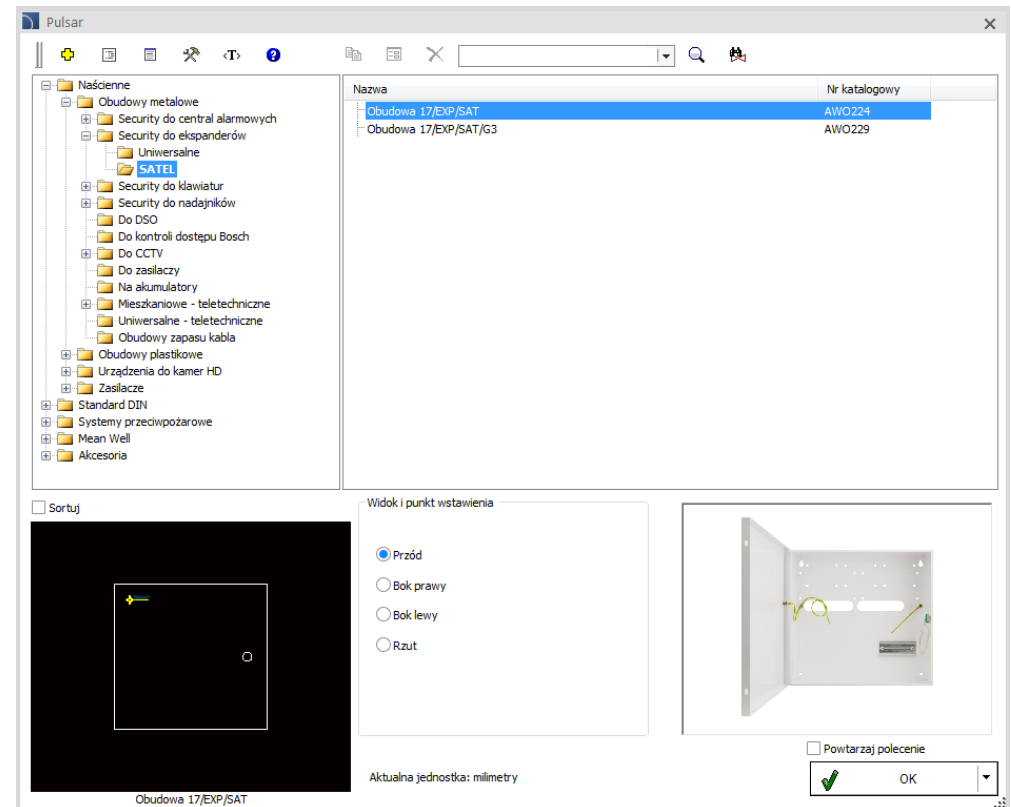 Pulsar
<T>
Naścienne
Obudowy metalowe
Security do central alarmowych
Security do ekspanderów
Uniwersalne
SATEL
Security do klawiatur
Security do nadajników
Do DSO
Do kontroli dostępu Bosch
Do CCTV
Do zasilaczy
Na akumulatory
Mieszkaniowe - teletechniczne
Uniwersalne - teletechniczne
Obudowy zapasu kabla
Obudowy plastikowe
Urządzenia do kamer HD
Zasilacze
Standard DIN
Systemy przeciwpożarowe
Mean Well
Akcesoria
Nazwa Nr katalogowy
Obudowa 17/EXP/SAT AWO224
Obudowa 17/EXP/SAT/G3 AWO229
Sortuj
Obudowa 17/EXP/SAT
Widok i punkt wstawienia
Przód
Bok prawy
Bok lewy
Rzut
Aktualna jednostka: milimetry
Powtarzaj polecenie
OK